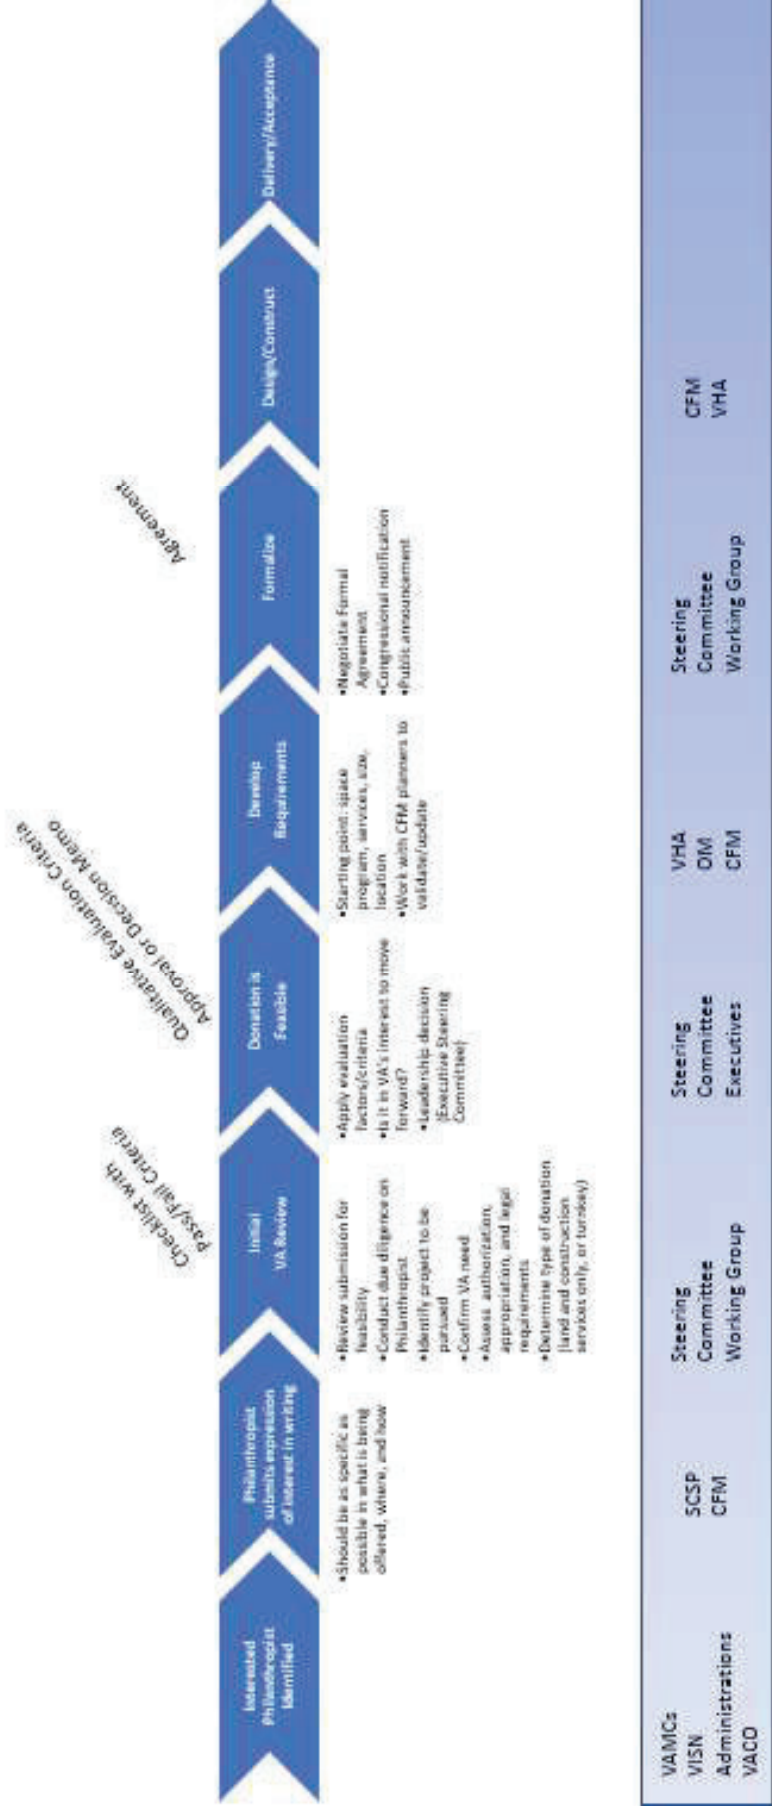 Checklist with
Pass/Fail Criteria
Qualitative Evaluation Criteria
Approval or Decision Memo
Agreement
Interested
Philanthropist
Identified
Philanthropist
submits expression
of interest in writing
Initial
VA Review
Donation is
Feasible
Develop
Requirements
Formalize
Design/Construct
Delivery/Acceptance
•Should be as specific as
possible in what is being
offered, where, and how
•Review submission for
feasibility
•Conduct due diligence on
Philanthropist
•Identify project to be
pursued
•Confirm VA need
•Assess authorization,
appropriation, and legal
requirements
•Determine type of donation
(land and construction
services only, or turnkey)
•Apply evaluation
factors/criteria
•Is it in VA's interest to move
forward?
•Leadership decision
(Executive Steering
Committee)
•Starting point: space
program, services, size,
location
•Work with CFM planners to
validate/update
•Negotiate Formal
Agreement
•Congressional notification
•Public announcement
VAMCs
VISN
Administrations
VACO
SCSP
CFM
Steering
Committee
Working Group
Steering
Committee
Executives
VHA
OM
CFM
Steering
Committee
Working Group
CFM
VHA